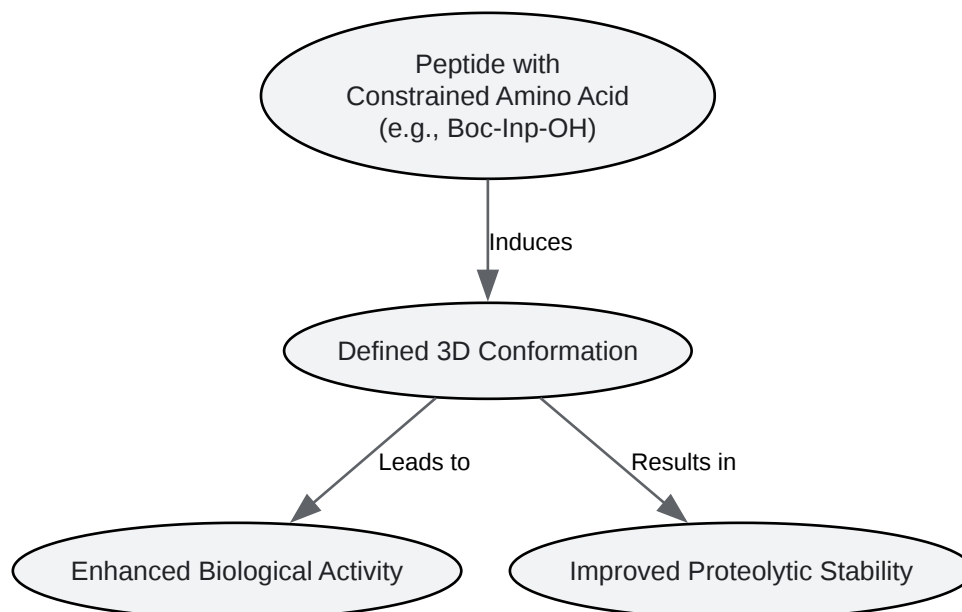 Peptide with
Constrained Amino Acid
(e.g., Boc-Inp-OH)
Induces
Defined 3D Conformation
Leads to
Results in
Enhanced Biological Activity
Improved Proteolytic Stability